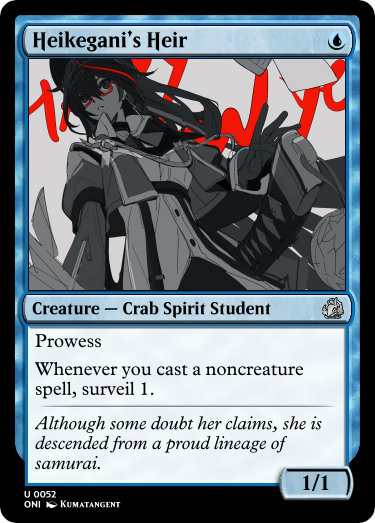 Heikegani's Heir
Creature — Crab Spirit Student
Prowess
Whenever you cast a noncreature
spell, surveil 1.
Although some doubt her claims, she is
descended from a proud lineage of
samurai.
1/1
U 0052
ONI KUMATANGENT